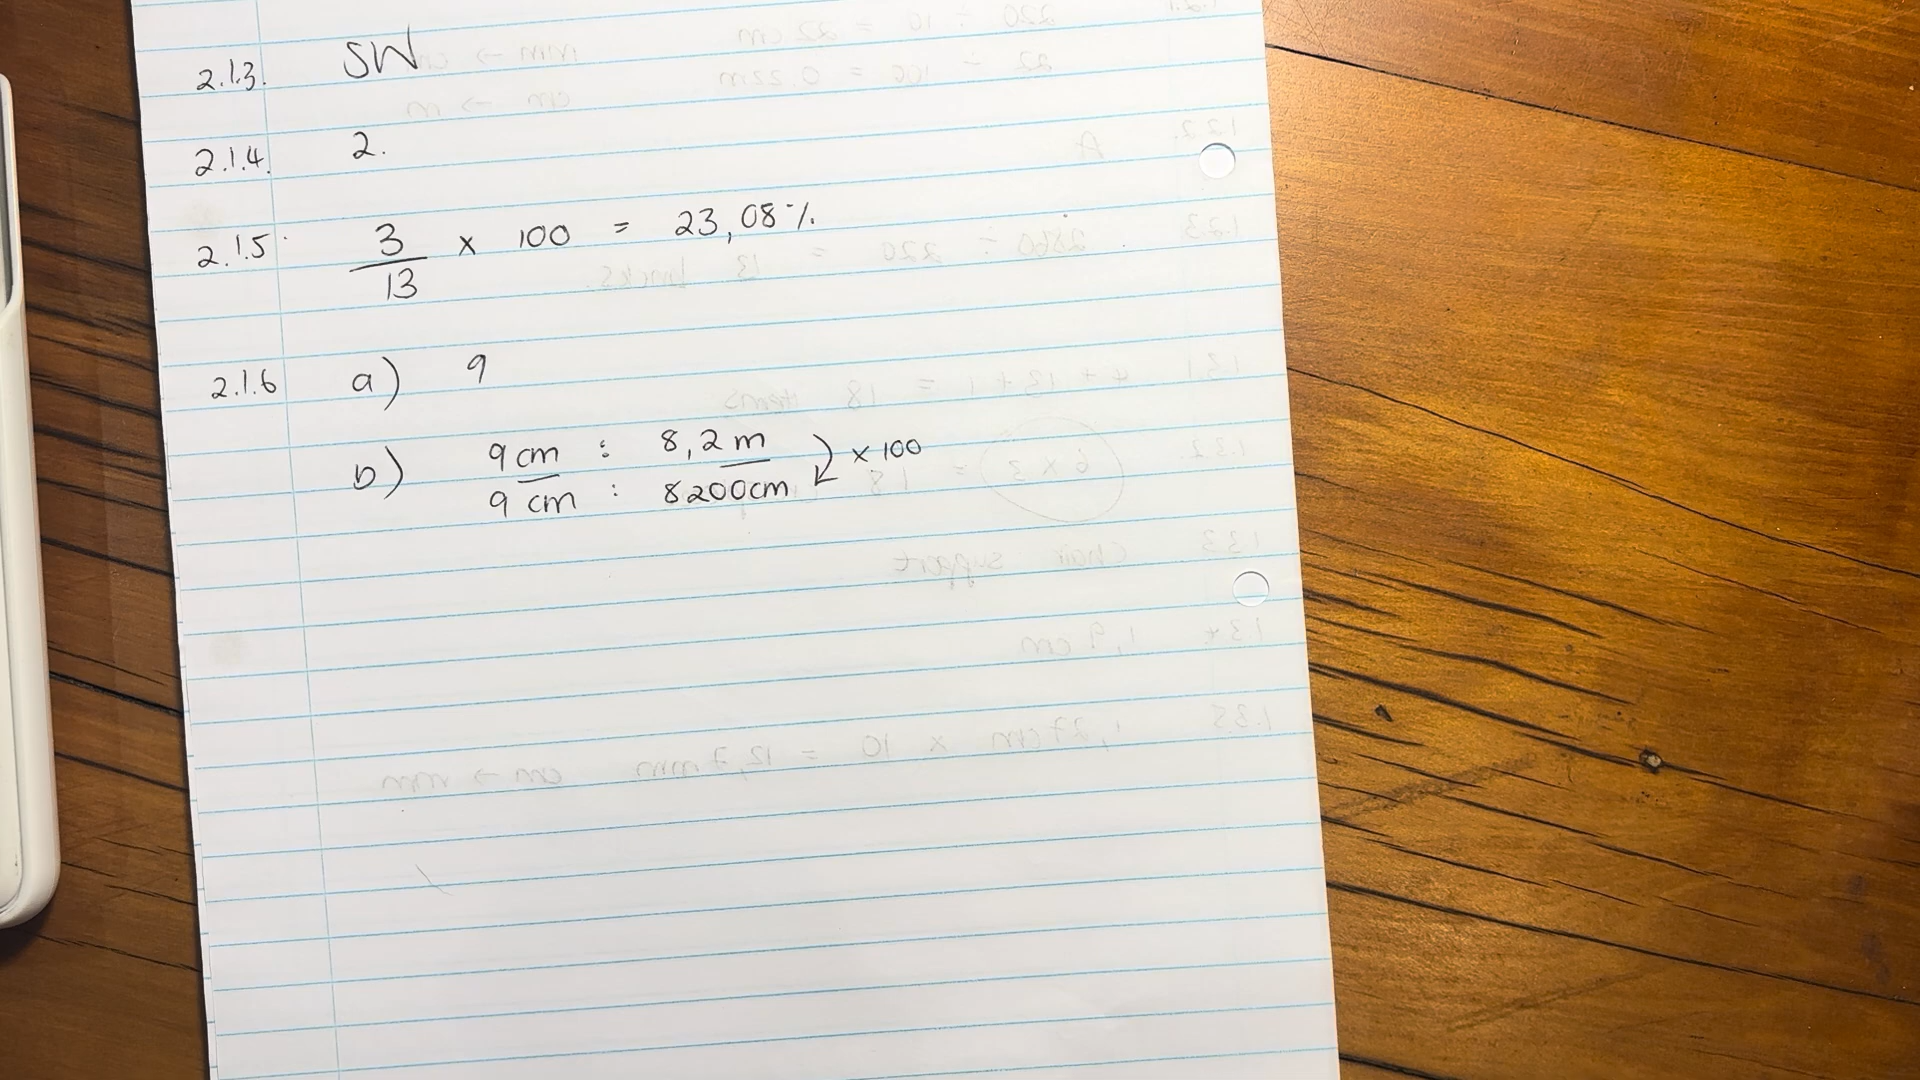 2.1.3. SW
2.1.4. 2.
2.1.5 3/13 x 100 = 23,08%
2.1.6 a) 9
b) 9 cm : 8,2 m x 100
9 cm : 8200cm